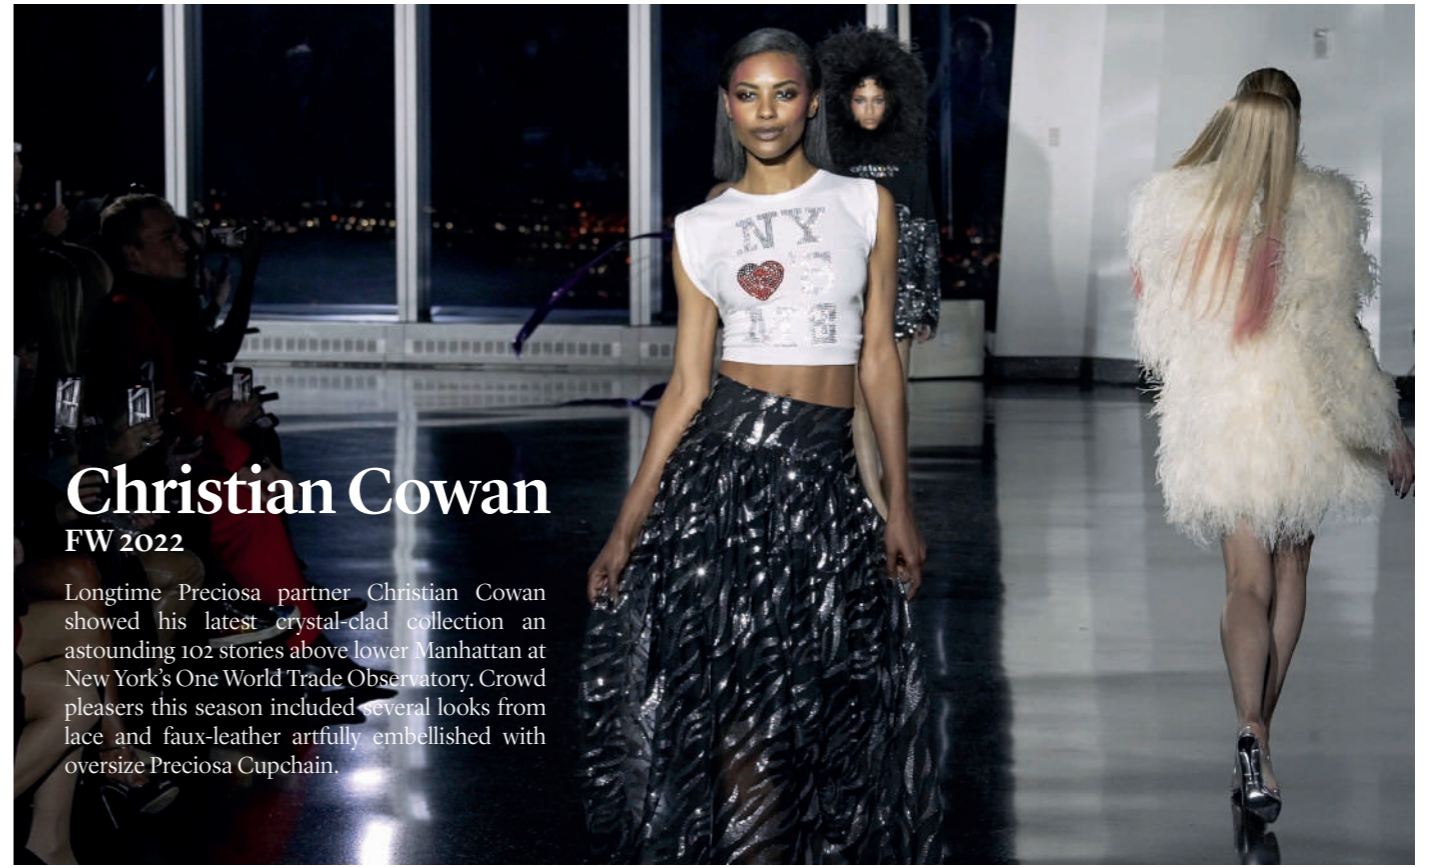 NY
♥'S
ME
Christian Cowan
FW 2022
Longtime Preciosa partner Christian Cowan
showed his latest crystal-clad collection an
astounding 102 stories above lower Manhattan at
New York's One World Trade Observatory. Crowd
pleasers this season included several looks from
lace and faux-leather artfully embellished with
oversize Preciosa Cupchain.